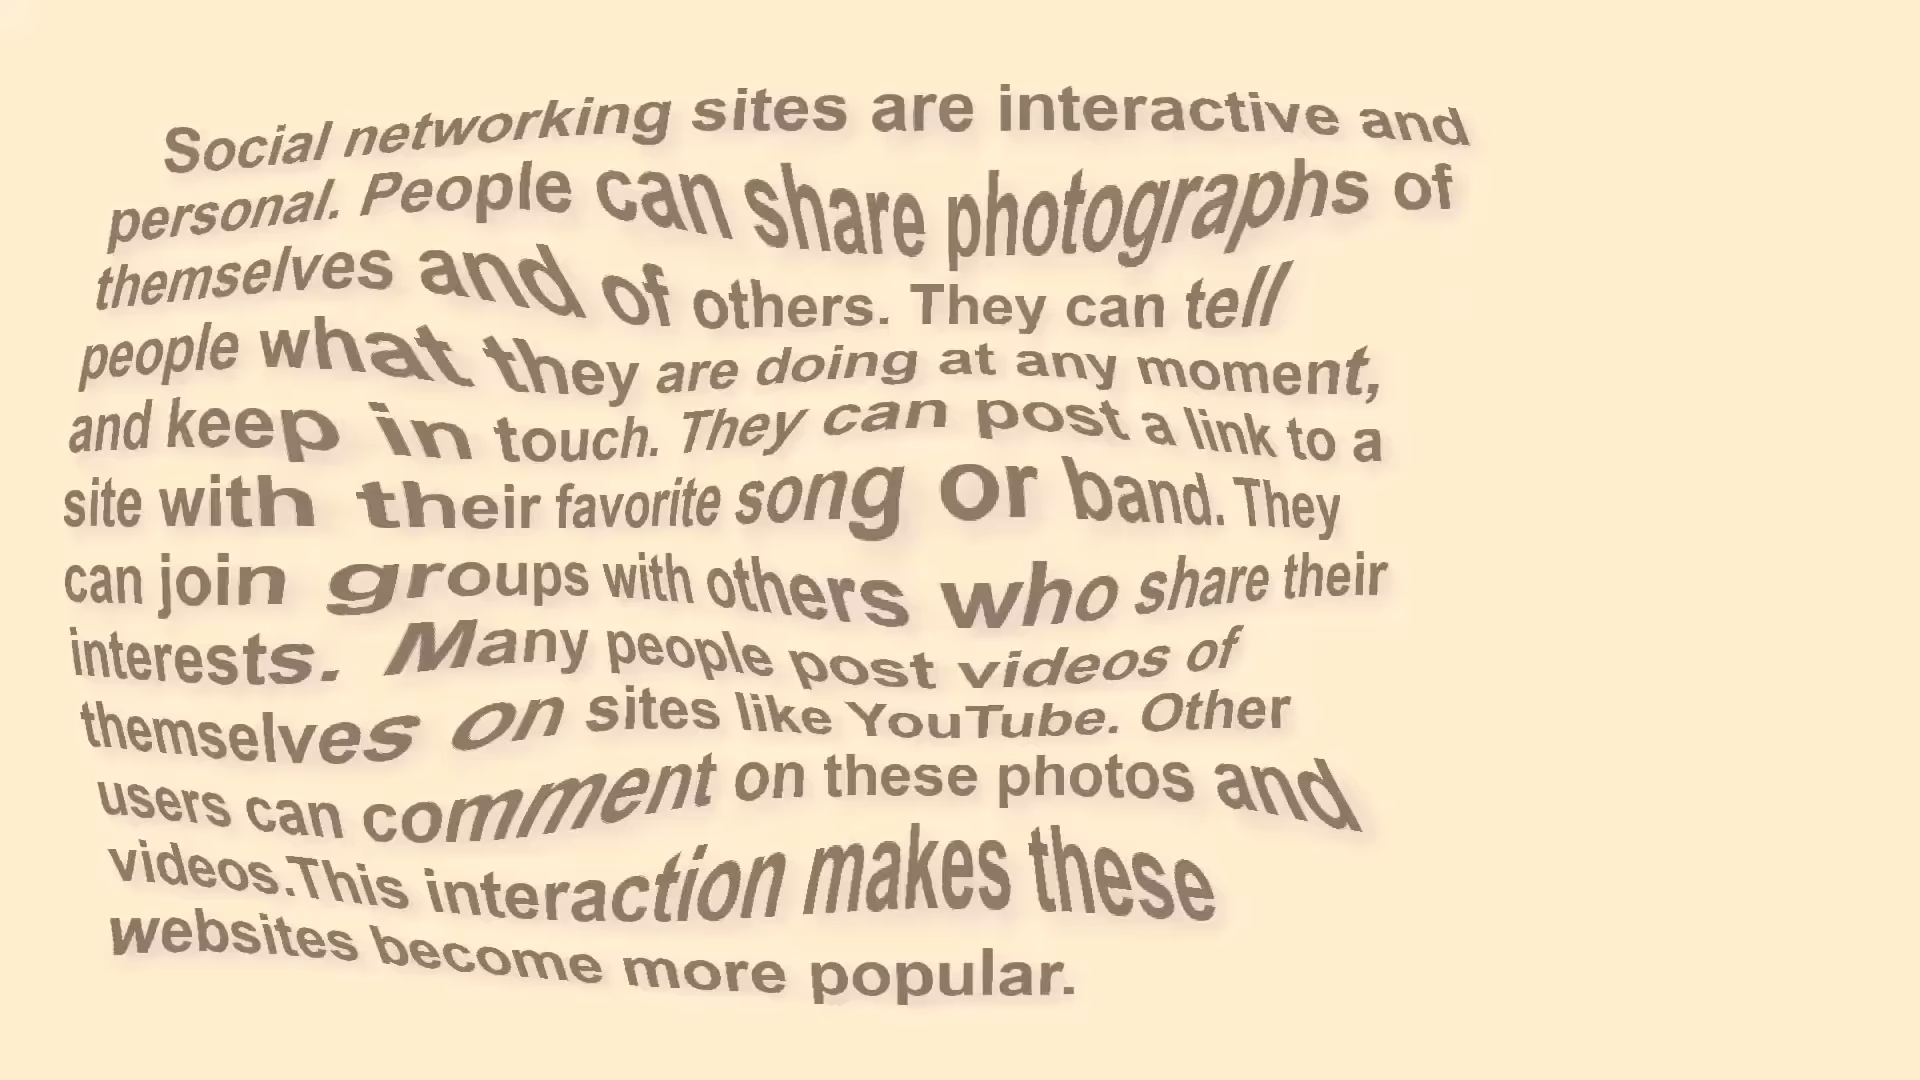 Social networking sites are interactive and
personal. People can share photographs of
themselves and of others. They can tell
people what they are doing at any moment,
and keep in touch. They can post a link to a
site with their favorite song or band. They
can join groups with others who share their
interests. Many people post videos of
themselves on sites like YouTube. Other
users can comment on these photos and
videos.This interaction makes these
websites become more popular.